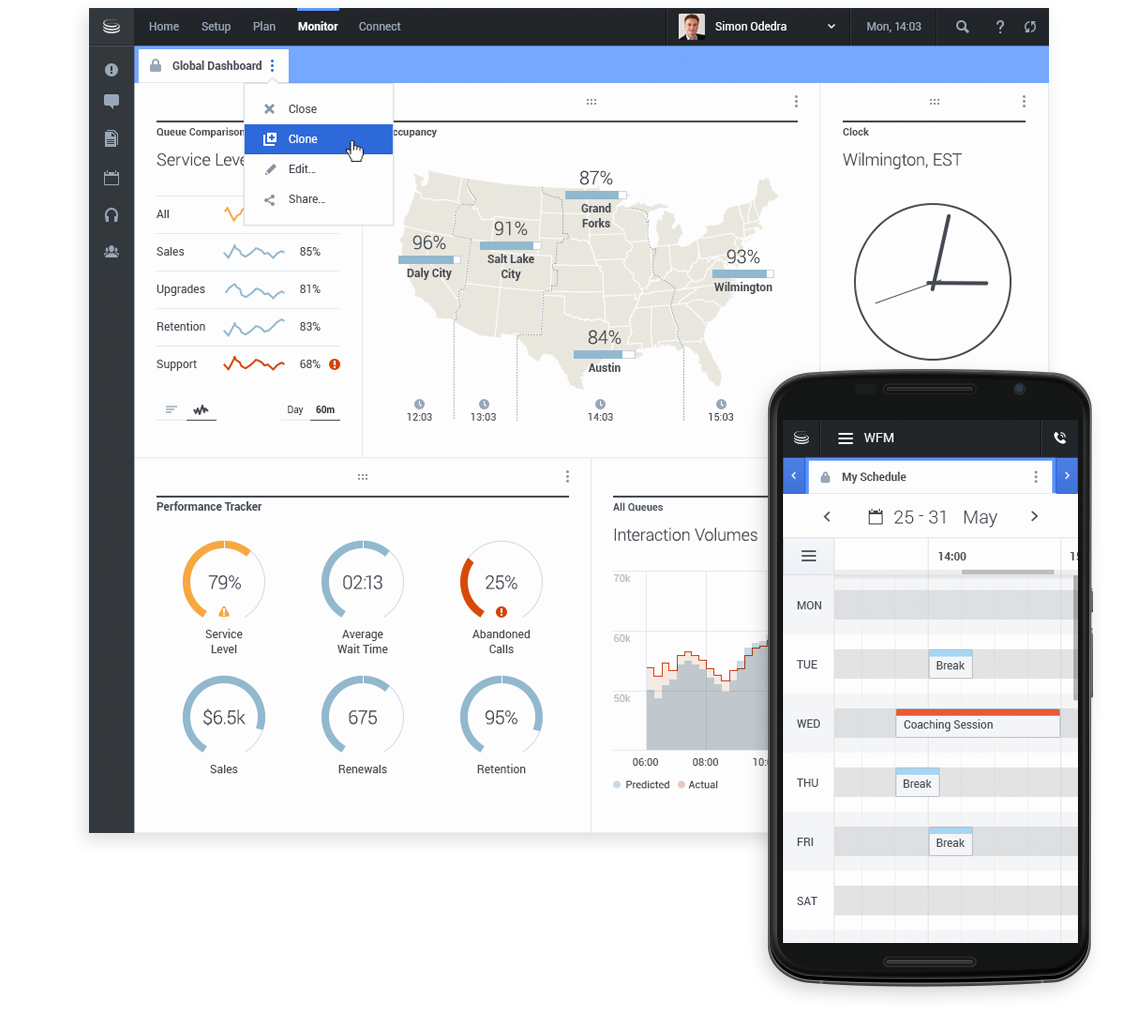 Home Setup Plan Monitor Connect
Simon Odedra
Mon, 14:03
?
Global Dashboard
Close
Clone
Edit...
Share...
Queue Comparison
All
Sales 85%
Upgrades 81%
Retention 83%
Support 68%
Day 60m
87%
Grand
Forks
91%
Salt Lake
City
96%
Daly City
93%
Wilmington
84%
Austin
12:03 13:03 14:03 15:03
Clock
Wilmington, EST
Performance Tracker
79%
Service
Level
02:13
Average
Wait Time
25%
Abandoned
Calls
$6.5k
Sales
675
Renewals
95%
Retention
All Queues
Interaction Volumes
70k
60k
50k
06:00 08:00
Predicted Actual
WFM
My Schedule
25 - 31 May
14:00
MON
TUE Break
WED Coaching Session
THU Break
FRI Break
SAT